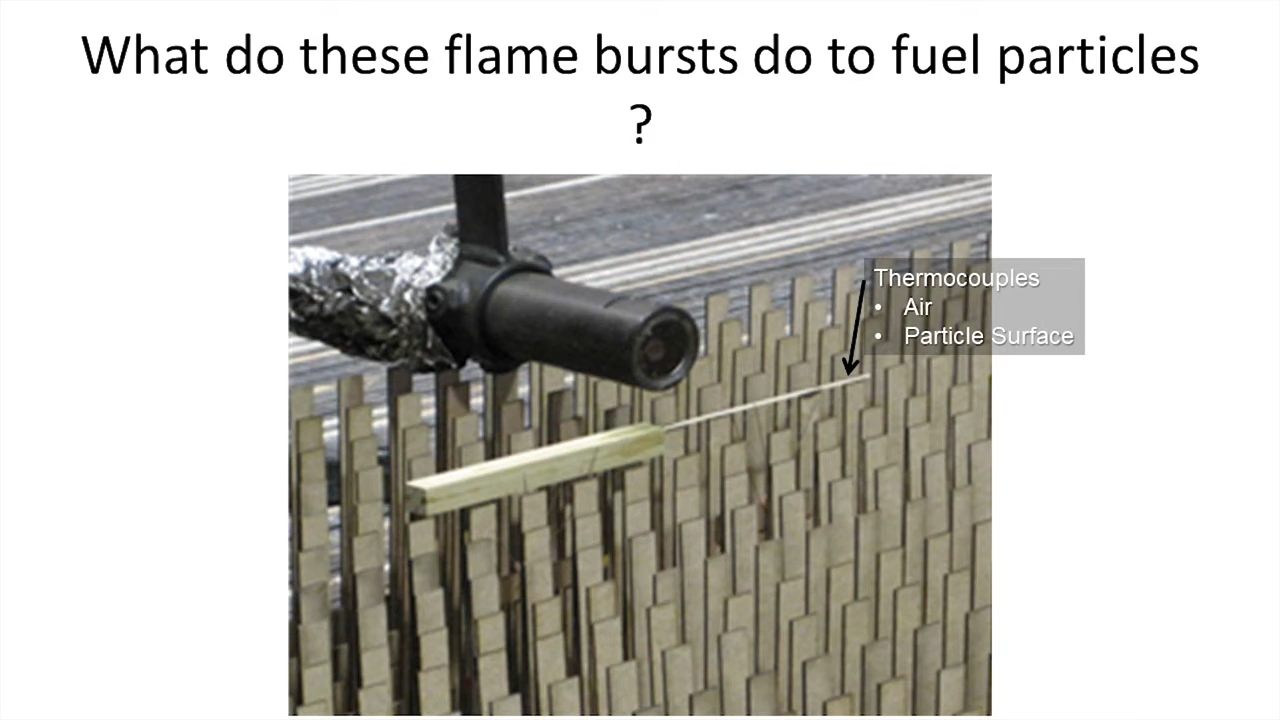 What do these flame bursts do to fuel particles
?
Thermocouples
• Air
• Particle Surface